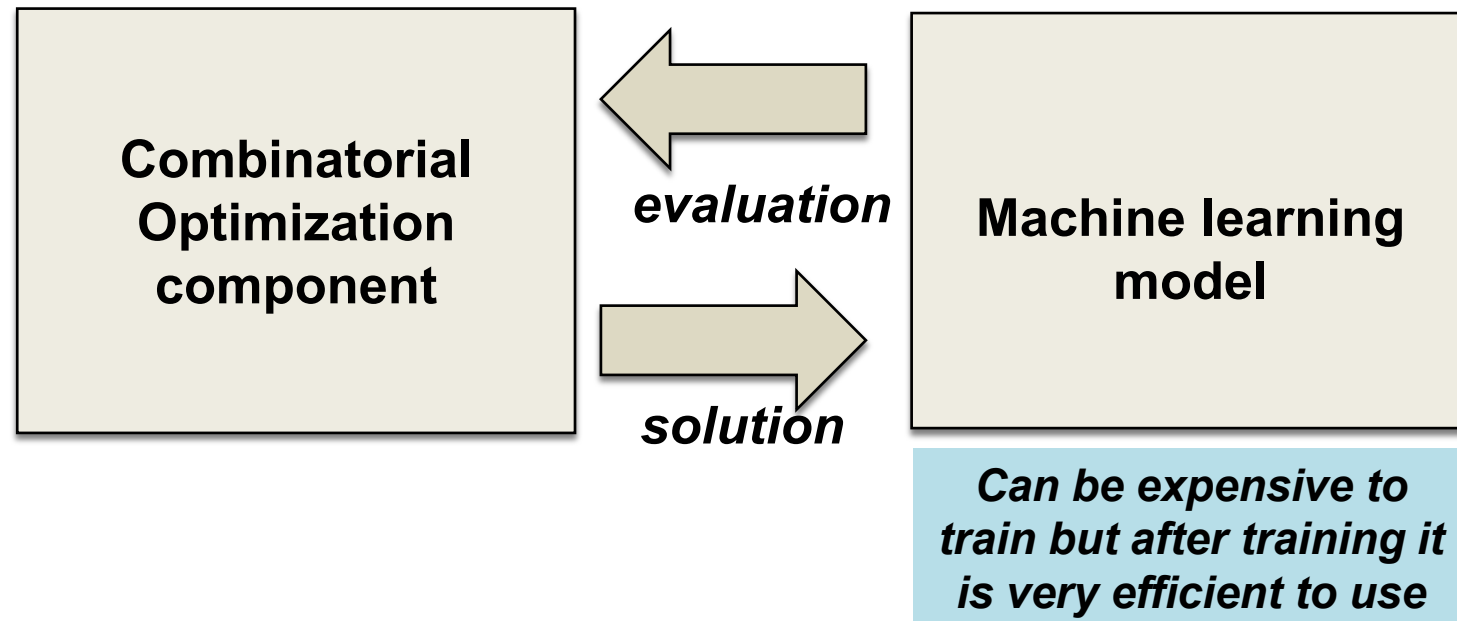 Combinatorial
Optimization
component
evaluation
solution
Machine learning
model
Can be expensive to
train but after training it
is very efficient to use